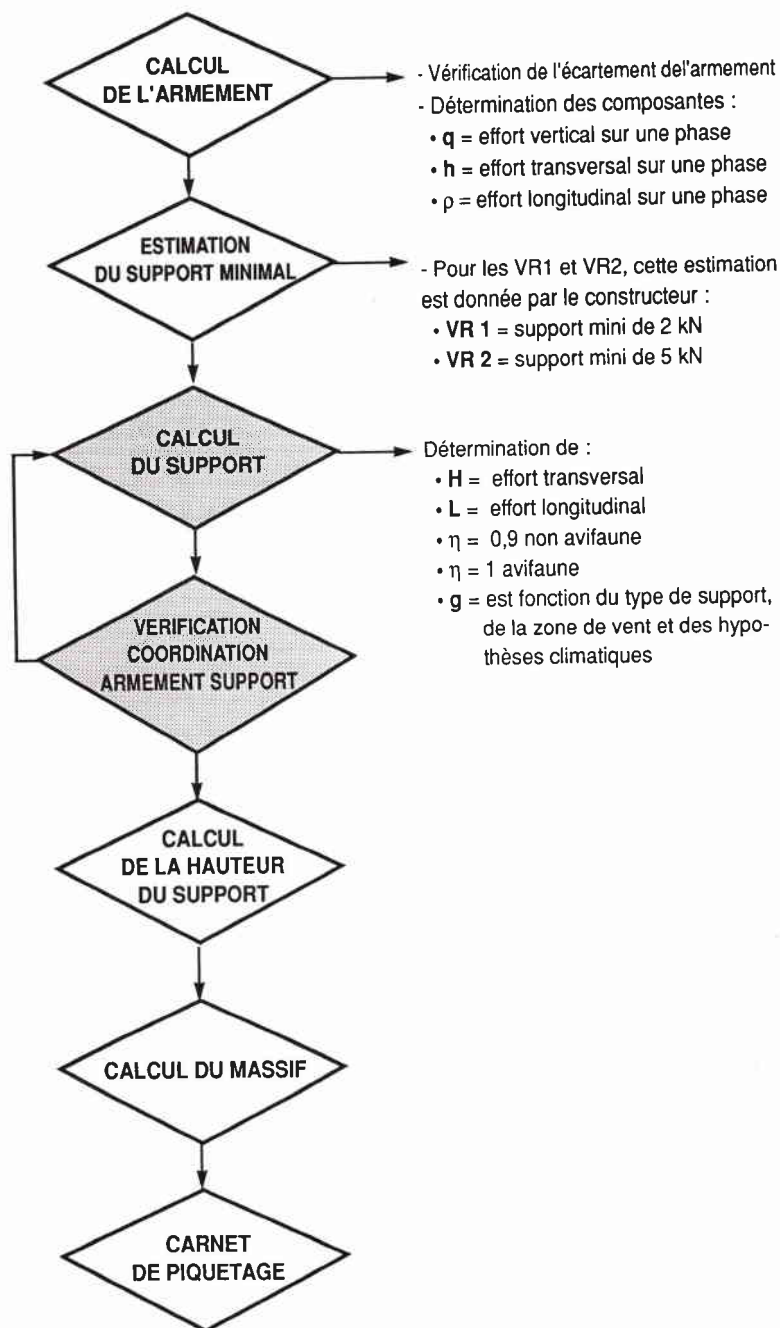 CALCUL
DE L'ARMEMENT
- Vérification de l'écartement del'armement
- Détermination des composantes :
• q = effort vertical sur une phase
• h = effort transversal sur une phase
• ρ = effort longitudinal sur une phase
ESTIMATION
DU SUPPORT MINIMAL
- Pour les VR1 et VR2, cette estimation
est donnée par le constructeur :
• VR 1 = support mini de 2 kN
• VR 2 = support mini de 5 kN
CALCUL
DU SUPPORT
Détermination de :
• H = effort transversal
• L = effort longitudinal
• η = 0,9 non avifaune
• η = 1 avifaune
• g = est fonction du type de support,
de la zone de vent et des hypo-
thèses climatiques
VERIFICATION
COORDINATION
ARMEMENT SUPPORT
CALCUL
DE LA HAUTEUR
DU SUPPORT
CALCUL DU MASSIF
CARNET
DE PIQUETAGE